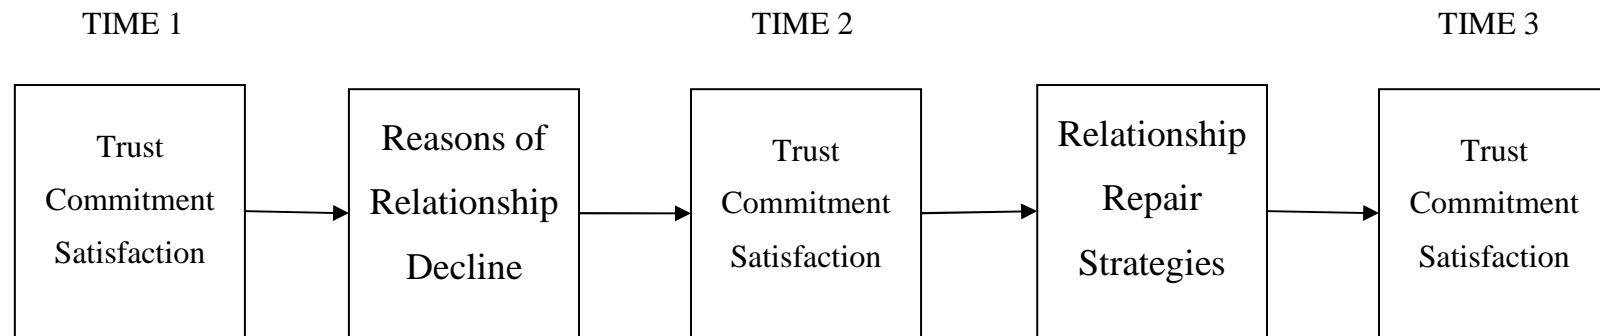 TIME 1
TIME 2
TIME 3
Trust
Commitment
Satisfaction
Reasons of
Relationship
Decline
Trust
Commitment
Satisfaction
Relationship
Repair
Strategies
Trust
Commitment
Satisfaction